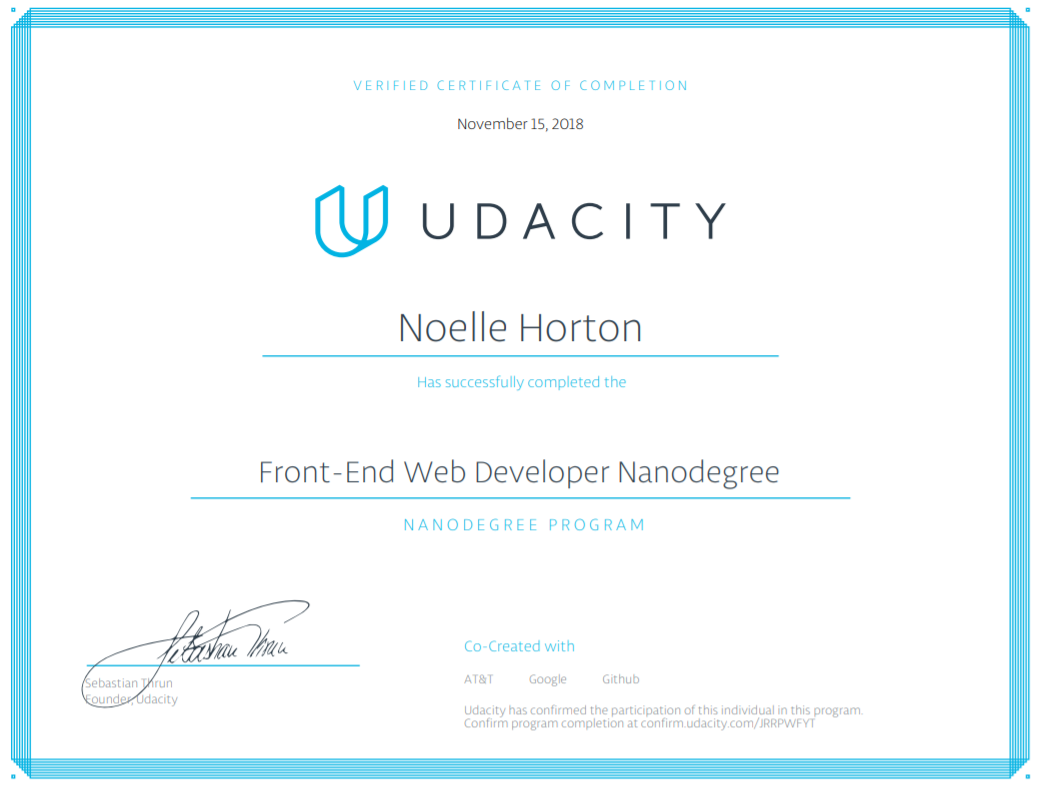 VERIFIED CERTIFICATE OF COMPLETION
November 15, 2018
UDACITY
Noelle Horton
Has successfully completed the
Front-End Web Developer Nanodegree
NANODEGREE PROGRAM
Sebastian Thrun
Sebastian Thrun
Founder, Udacity
Co-Created with
AT&T Google Github
Udacity has confirmed the participation of this individual in this program.
Confirm program completion at confirm.udacity.com/JRRPWFYT